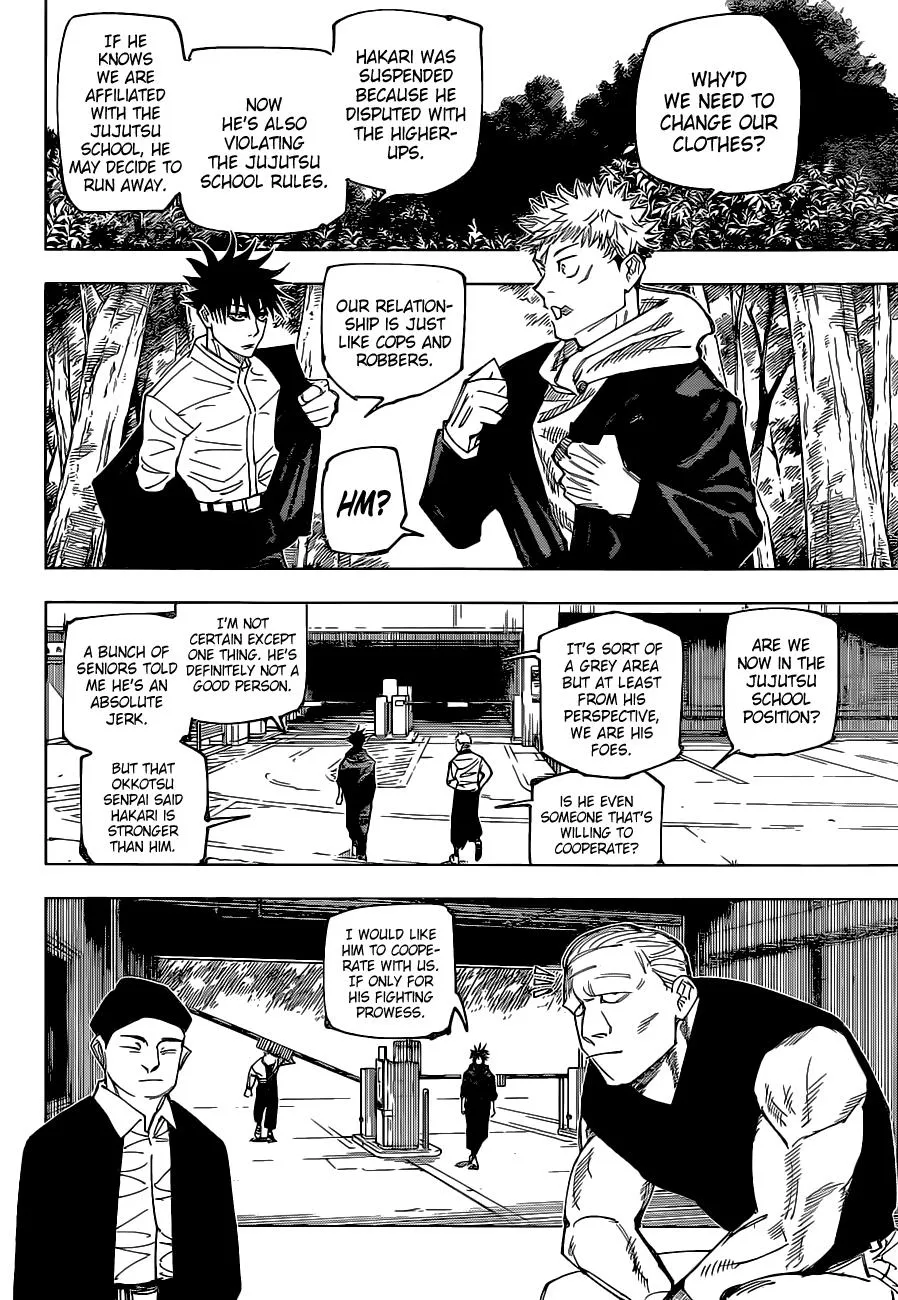 WHY'D
WE NEED TO
CHANGE OUR
CLOTHES?
HAKARI WAS
SUSPENDED
BECAUSE HE
DISPUTED WITH
THE HIGHER-
UPS.
NOW
HE'S ALSO
VIOLATING
THE JUJUTSU
SCHOOL RULES.
IF HE
KNOWS
WE ARE
AFFILIATED
WITH THE
JUJUTSU
SCHOOL, HE
MAY DECIDE TO
RUN AWAY.
OUR RELATION-
SHIP IS JUST
LIKE COPS AND
ROBBERS.
HM?
ARE WE
NOW IN THE
JUJUTSU
SCHOOL
POSITION?
IT'S SORT OF
A GREY AREA
BUT AT LEAST
FROM HIS
PERSPECTIVE,
WE ARE HIS
FOES.
IS HE EVEN
SOMEONE THAT'S
WILLING TO
COOPERATE?
I'M NOT
CERTAIN EXCEPT
ONE THING. HE'S
DEFINITELY NOT A
GOOD PERSON.
A BUNCH OF
SENIORS TOLD
ME HE'S AN
ABSOLUTE
JERK.
BUT THAT
OKKOTSU
SENPAI SAID
HAKARI IS
STRONGER
THAN HIM.
I WOULD LIKE
HIM TO COOPE-
RATE WITH US.
IF ONLY FOR
HIS FIGHTING
PROWESS.